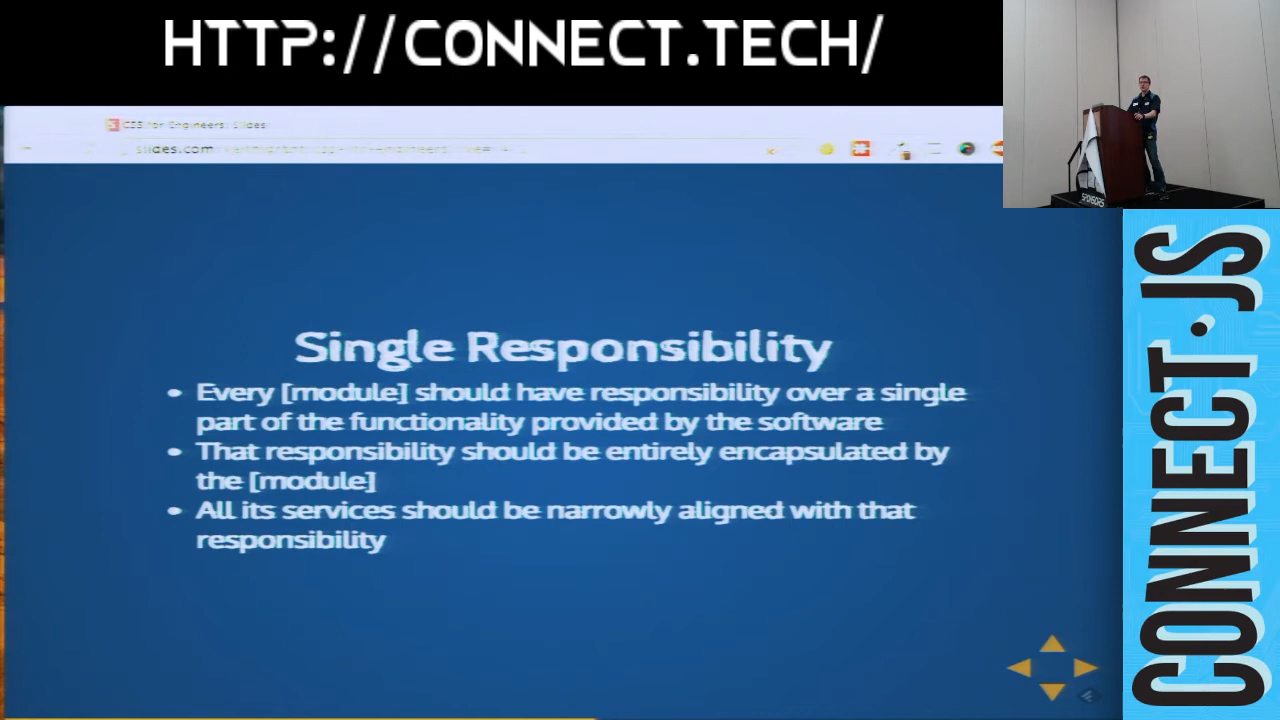 HTTP://CONNECT.TECH/
CSS for Engineers: Slides
slides.com
Single Responsibility
• Every [module] should have responsibility over a single
part of the functionality provided by the software
• That responsibility should be entirely encapsulated by
the [module]
• All its services should be narrowly aligned with that
responsibility
SPONSORS
CONNECT.JS